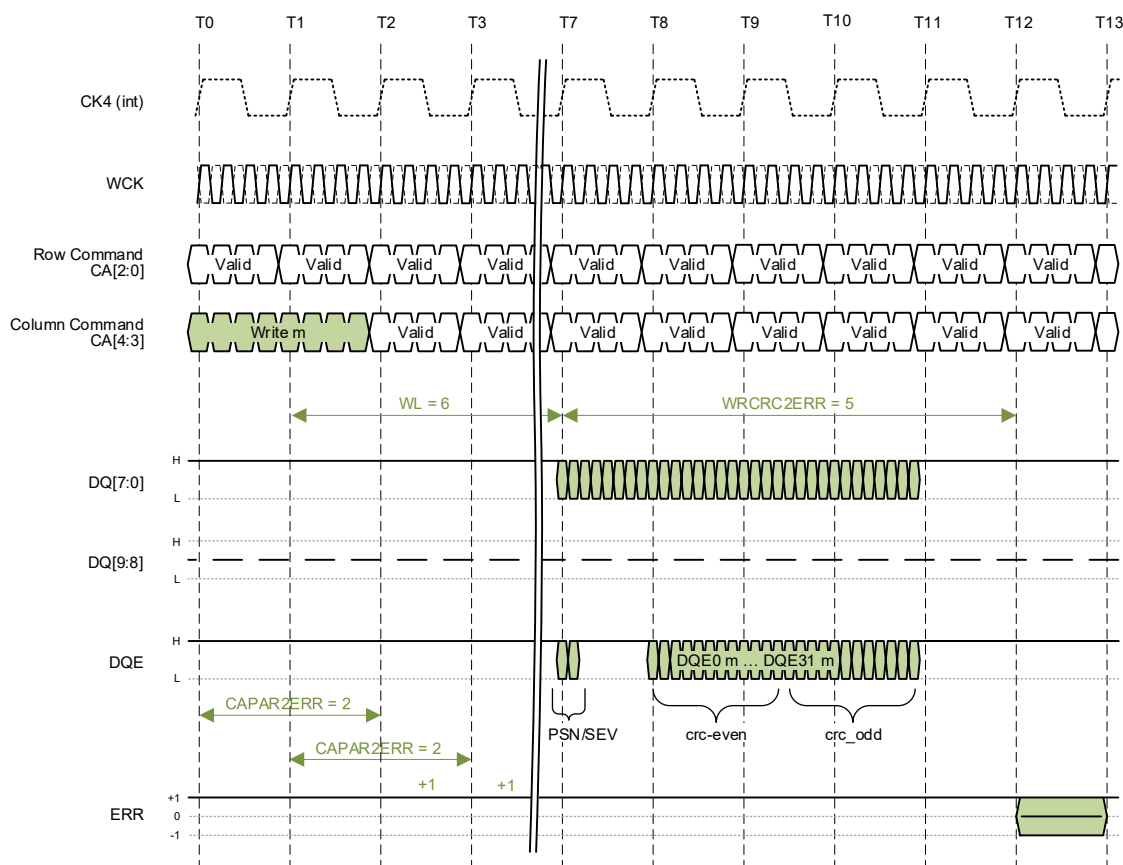 T0 T1 T2 T3 T7 T8 T9 T10 T11 T12 T13
CK4 (int)
WCK
Row Command
CA[2:0]
Valid Valid Valid Valid Valid Valid Valid Valid Valid Valid
Column Command
CA[4:3]
Write m Valid Valid Valid Valid Valid Valid Valid Valid
WL = 6 WRCRC2ERR = 5
H
DQ[7:0]
L
H
DQ[9:8]
L
H
DQE DQE0 m ... DQE31 m
L
CAPAR2ERR = 2
PSN/SEV crc-even crc_odd
CAPAR2ERR = 2
+1 +1
+1
ERR 0
-1